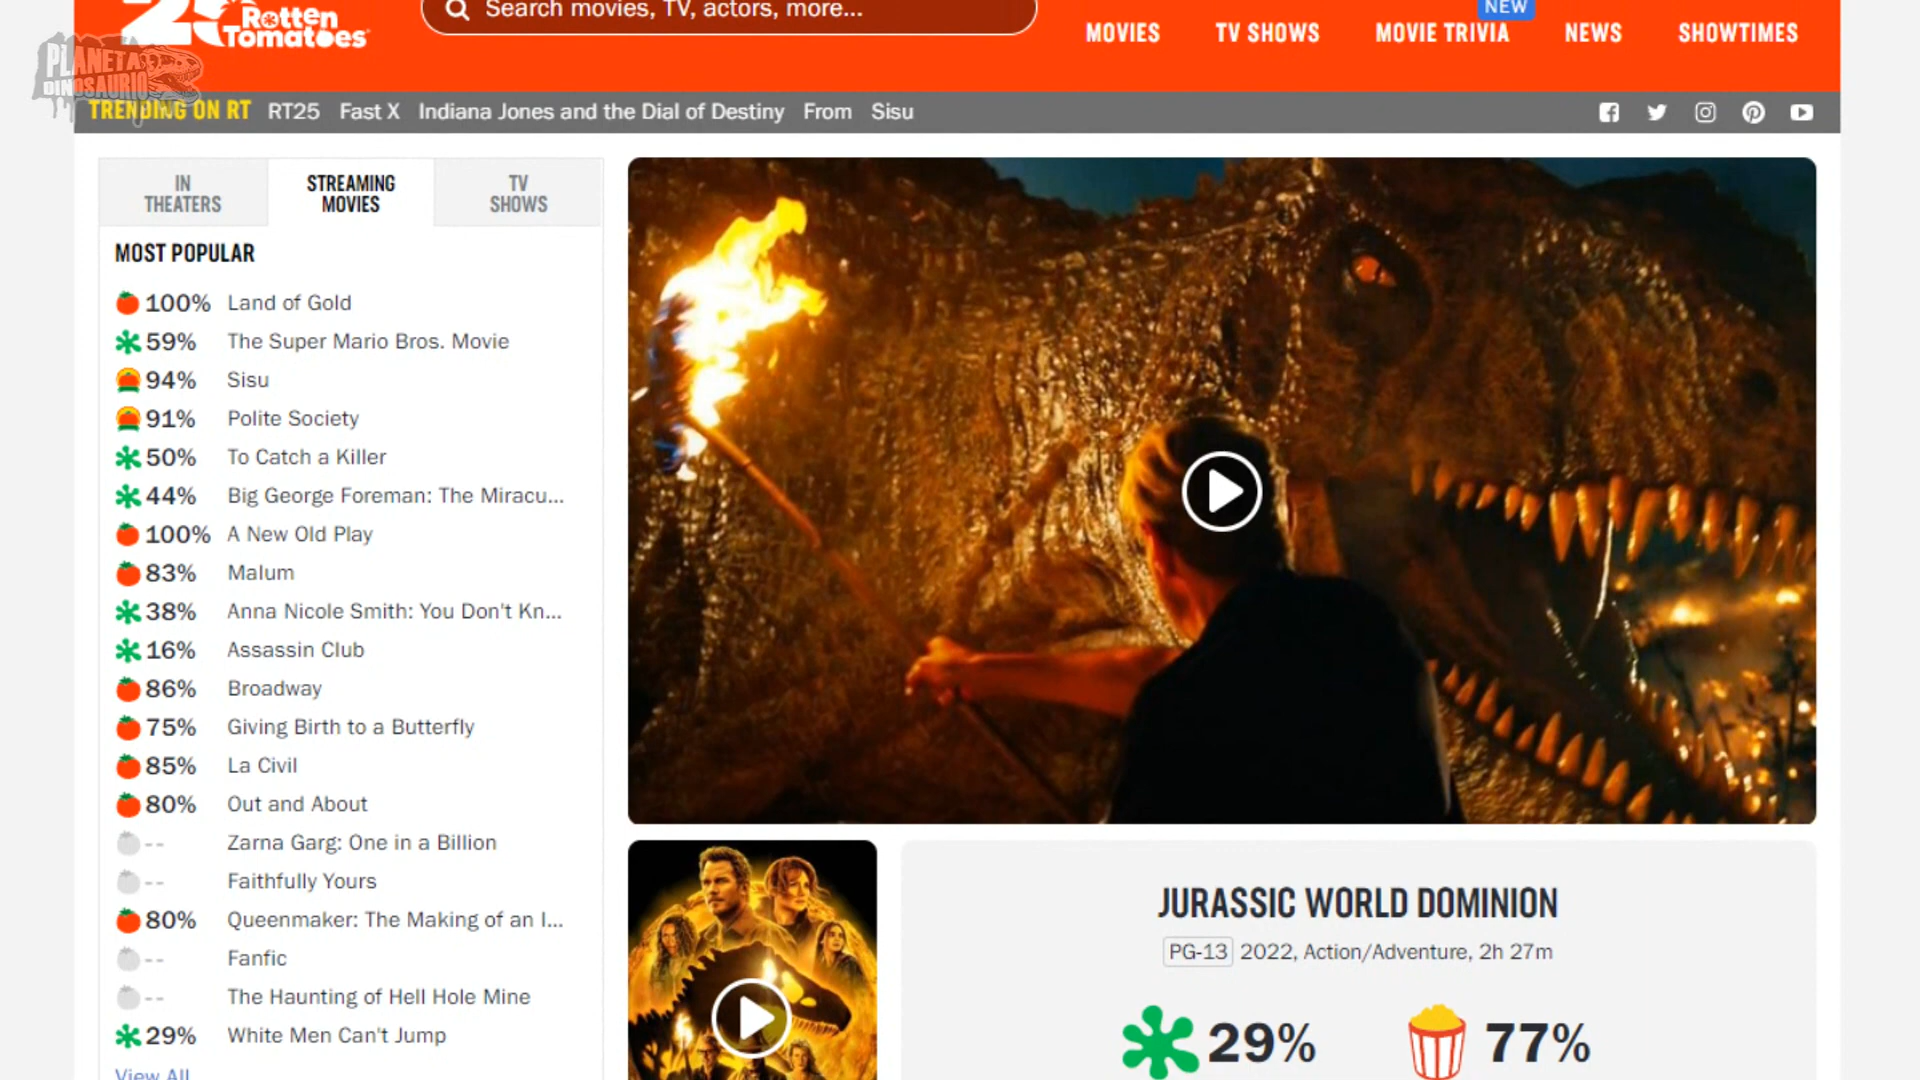 Rotten
Tomatoes
Search movies, TV, actors, more...
NEW
MOVIES
TV SHOWS
MOVIE TRIVIA
NEWS
SHOWTIMES
PLANETA
DINOSAURIO
TRENDING ON RT
RT25
Fast X
Indiana Jones and the Dial of Destiny
From
Sisu
IN
THEATERS
STREAMING
MOVIES
TV
SHOWS
MOST POPULAR
100% Land of Gold
59% The Super Mario Bros. Movie
94% Sisu
91% Polite Society
50% To Catch a Killer
44% Big George Foreman: The Miracu...
100% A New Old Play
83% Malum
38% Anna Nicole Smith: You Don't Kn...
16% Assassin Club
86% Broadway
75% Giving Birth to a Butterfly
85% La Civil
80% Out and About
-- Zarna Garg: One in a Billion
-- Faithfully Yours
80% Queenmaker: The Making of an I...
-- Fanfic
-- The Haunting of Hell Hole Mine
29% White Men Can't Jump
View All
JURASSIC WORLD DOMINION
PG-13 2022, Action/Adventure, 2h 27m
29%
77%